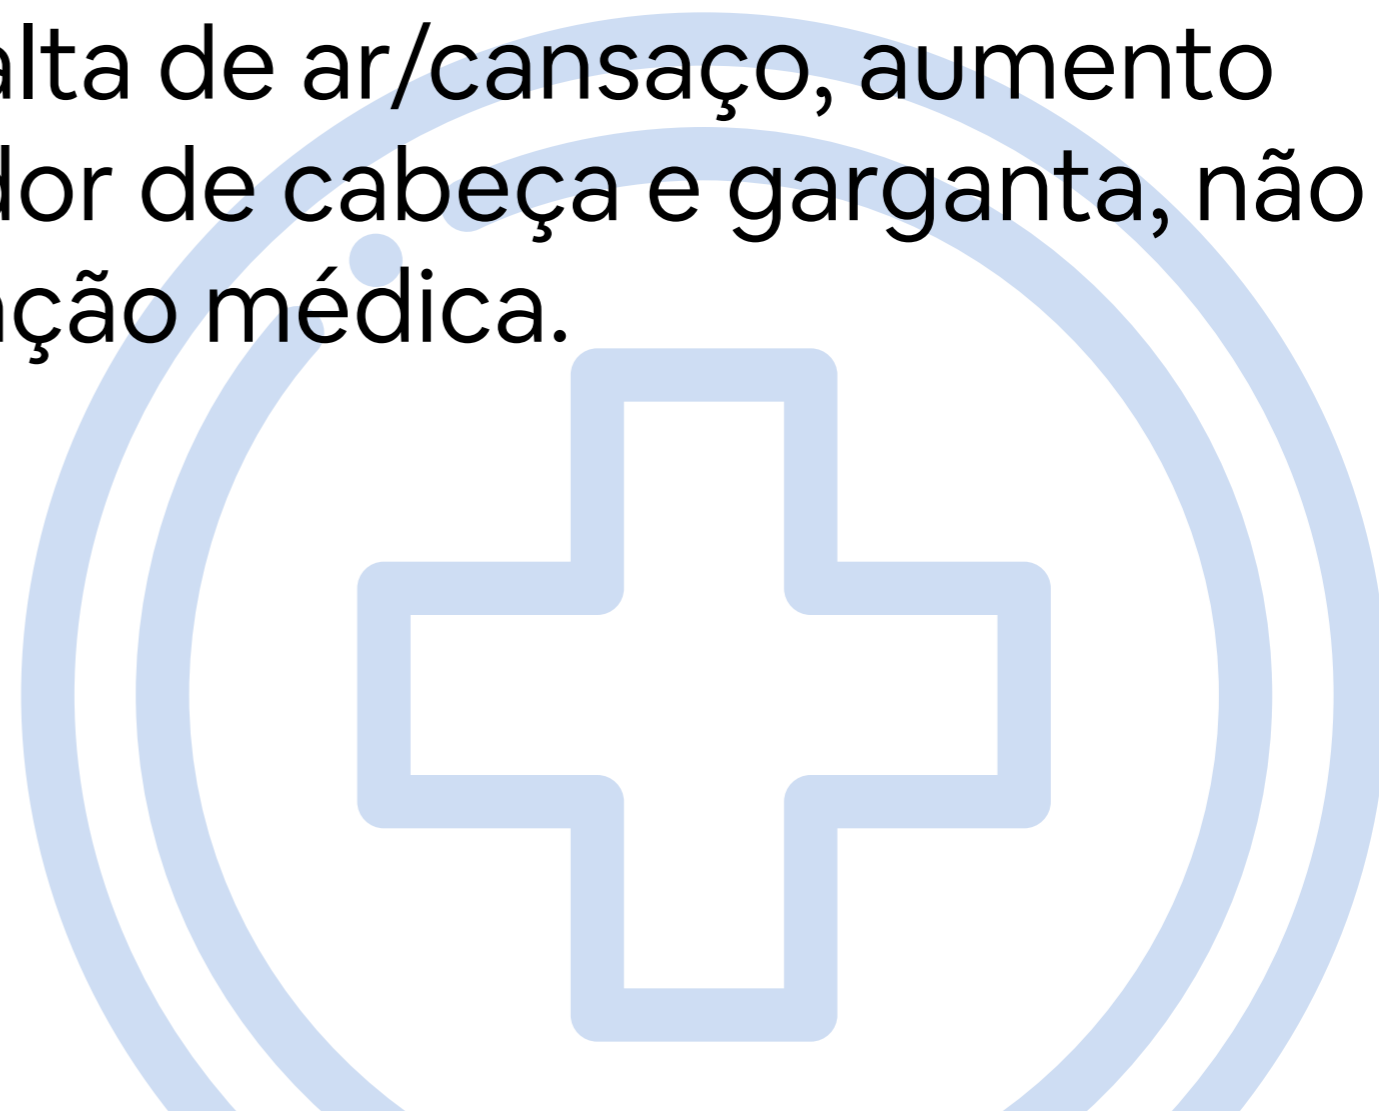 alta de ar/cansaço, aumento
dor de cabeça e garganta, não
ção médica.